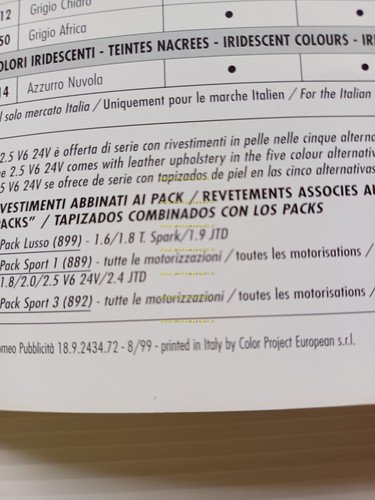 12 Grigio Chiaro • •
50 Grigio Africa
OLORI IRIDESCENTI - TEINTES NACREES - IRIDESCENT COLOURS - IRI
14 Azzurro Nuvola • •
l solo mercato Italia / Uniquement pour le marche Italien / For the Italian
2.5 V6 24V è offerta di serie con rivestimenti in pelle nelle cinque alterna
e 2.5 V6 24V comes with leather upholstery in the five colour alternativ
5 V6 24V se ofrece de serie con tapizados de piel en las cinco alternativas
IVESTIMENTI ABBINATI AI PACK / REVETEMENTS ASSOCIES AU
PACKS" / TAPIZADOS COMBINADOS CON LOS PACKS
Pack Lusso (899) - 1.6/1.8 T. Spark/1.9 JTD
Pack Sport 1 (889) - tutte le motorizzazioni / toutes les motorisations /
1.8/2.0/2.5 V6 24V/2.4 JTD
Pack Sport 3 (892) - tutte le motorizzazioni / toutes les motorisations /
omeo Pubblicità 18.9.2434.72 - 8/99 - printed in Italy by Color Project European s.r.l.